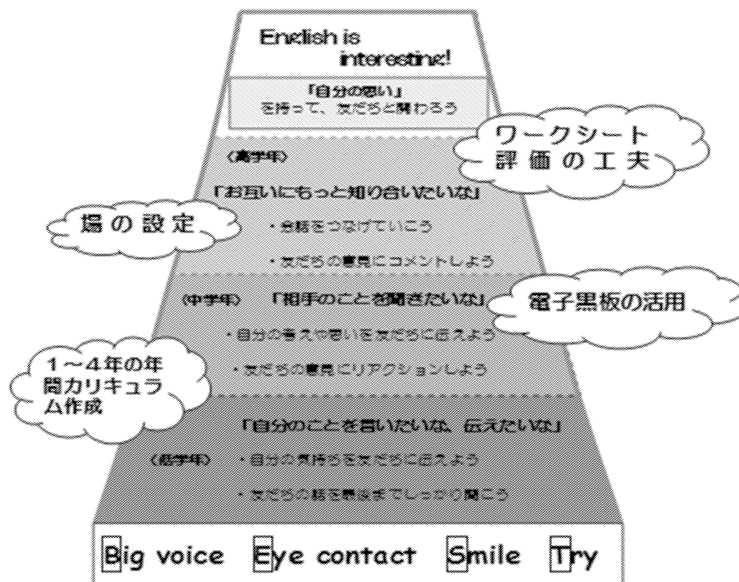 English is
interesting!
「自分の思い」
を持って、友だちと関わろう
ワークシート
評価の工夫
〈高学年〉
「お互いにもっと知り合いたいな」
場の設定
・会話をつなげていこう
・友だちの意見にコメントしよう
〈中学年〉 「相手のことを聞きたいな」
電子黒板の活用
・自分の考えや思いを友だちに伝えよう
・友だちの意見にリアクションしよう
1～4年の年
間カリキュラ
ム作成
「自分のことを言いたいな、伝えたいな」
〈低学年〉 ・自分の気持ちを友だちに伝えよう
・友だちの話を最後までしっかり聞こう
Big voice Eye contact Smile Try